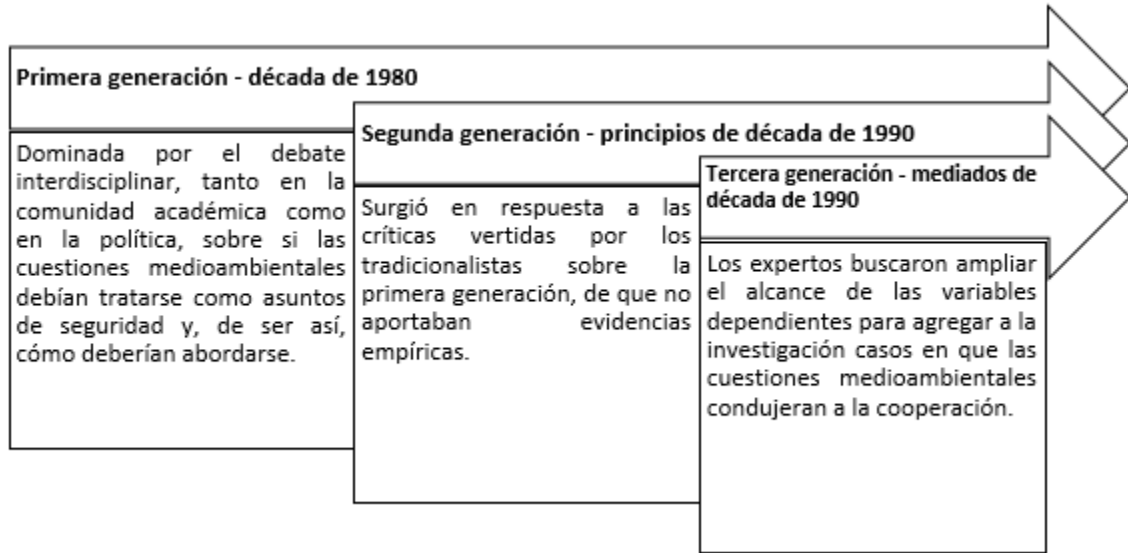 Primera generación - década de 1980
Dominada por el debate
interdisciplinar, tanto en la
comunidad académica como
en la política, sobre si las
cuestiones medioambientales
debían tratarse como asuntos
de seguridad y, de ser así,
cómo deberían abordarse.
Segunda generación - principios de década de 1990
Surgió en respuesta a las
críticas vertidas por los
tradicionalistas sobre la
primera generación, de que no
aportaban evidencias
empíricas.
Tercera generación - mediados de
década de 1990
Los expertos buscaron ampliar
el alcance de las variables
dependientes para agregar a la
investigación casos en que las
cuestiones medioambientales
condujeran a la cooperación.